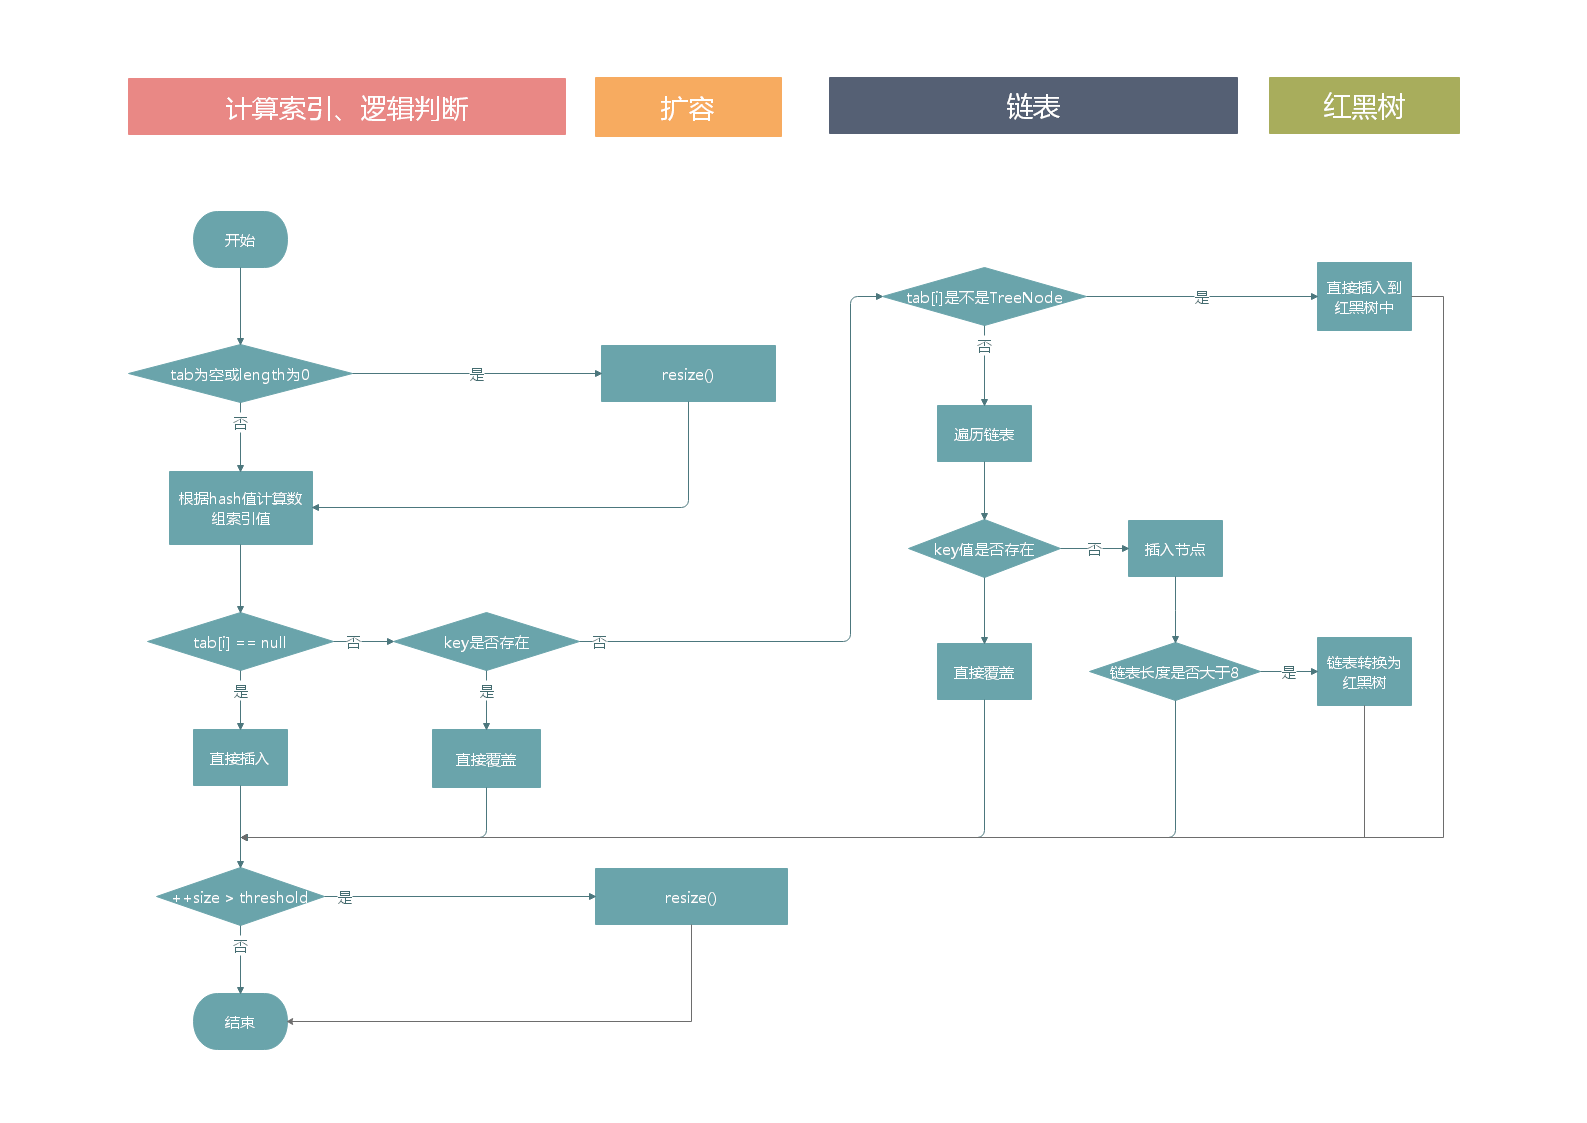 计算索引、逻辑判断
扩容
链表
红黑树
开始
tab[i]是不是TreeNode
是
直接插入到
红黑树中
否
tab为空或length为0
是
resize()
否
遍历链表
根据hash值计算数
组索引值
key值是否存在
否
插入节点
tab[i] == null
否
key是否存在
否
是
是
直接覆盖
链表长度是否大于8
是
链表转换为
红黑树
直接插入
直接覆盖
++size > threshold
是
resize()
否
结束